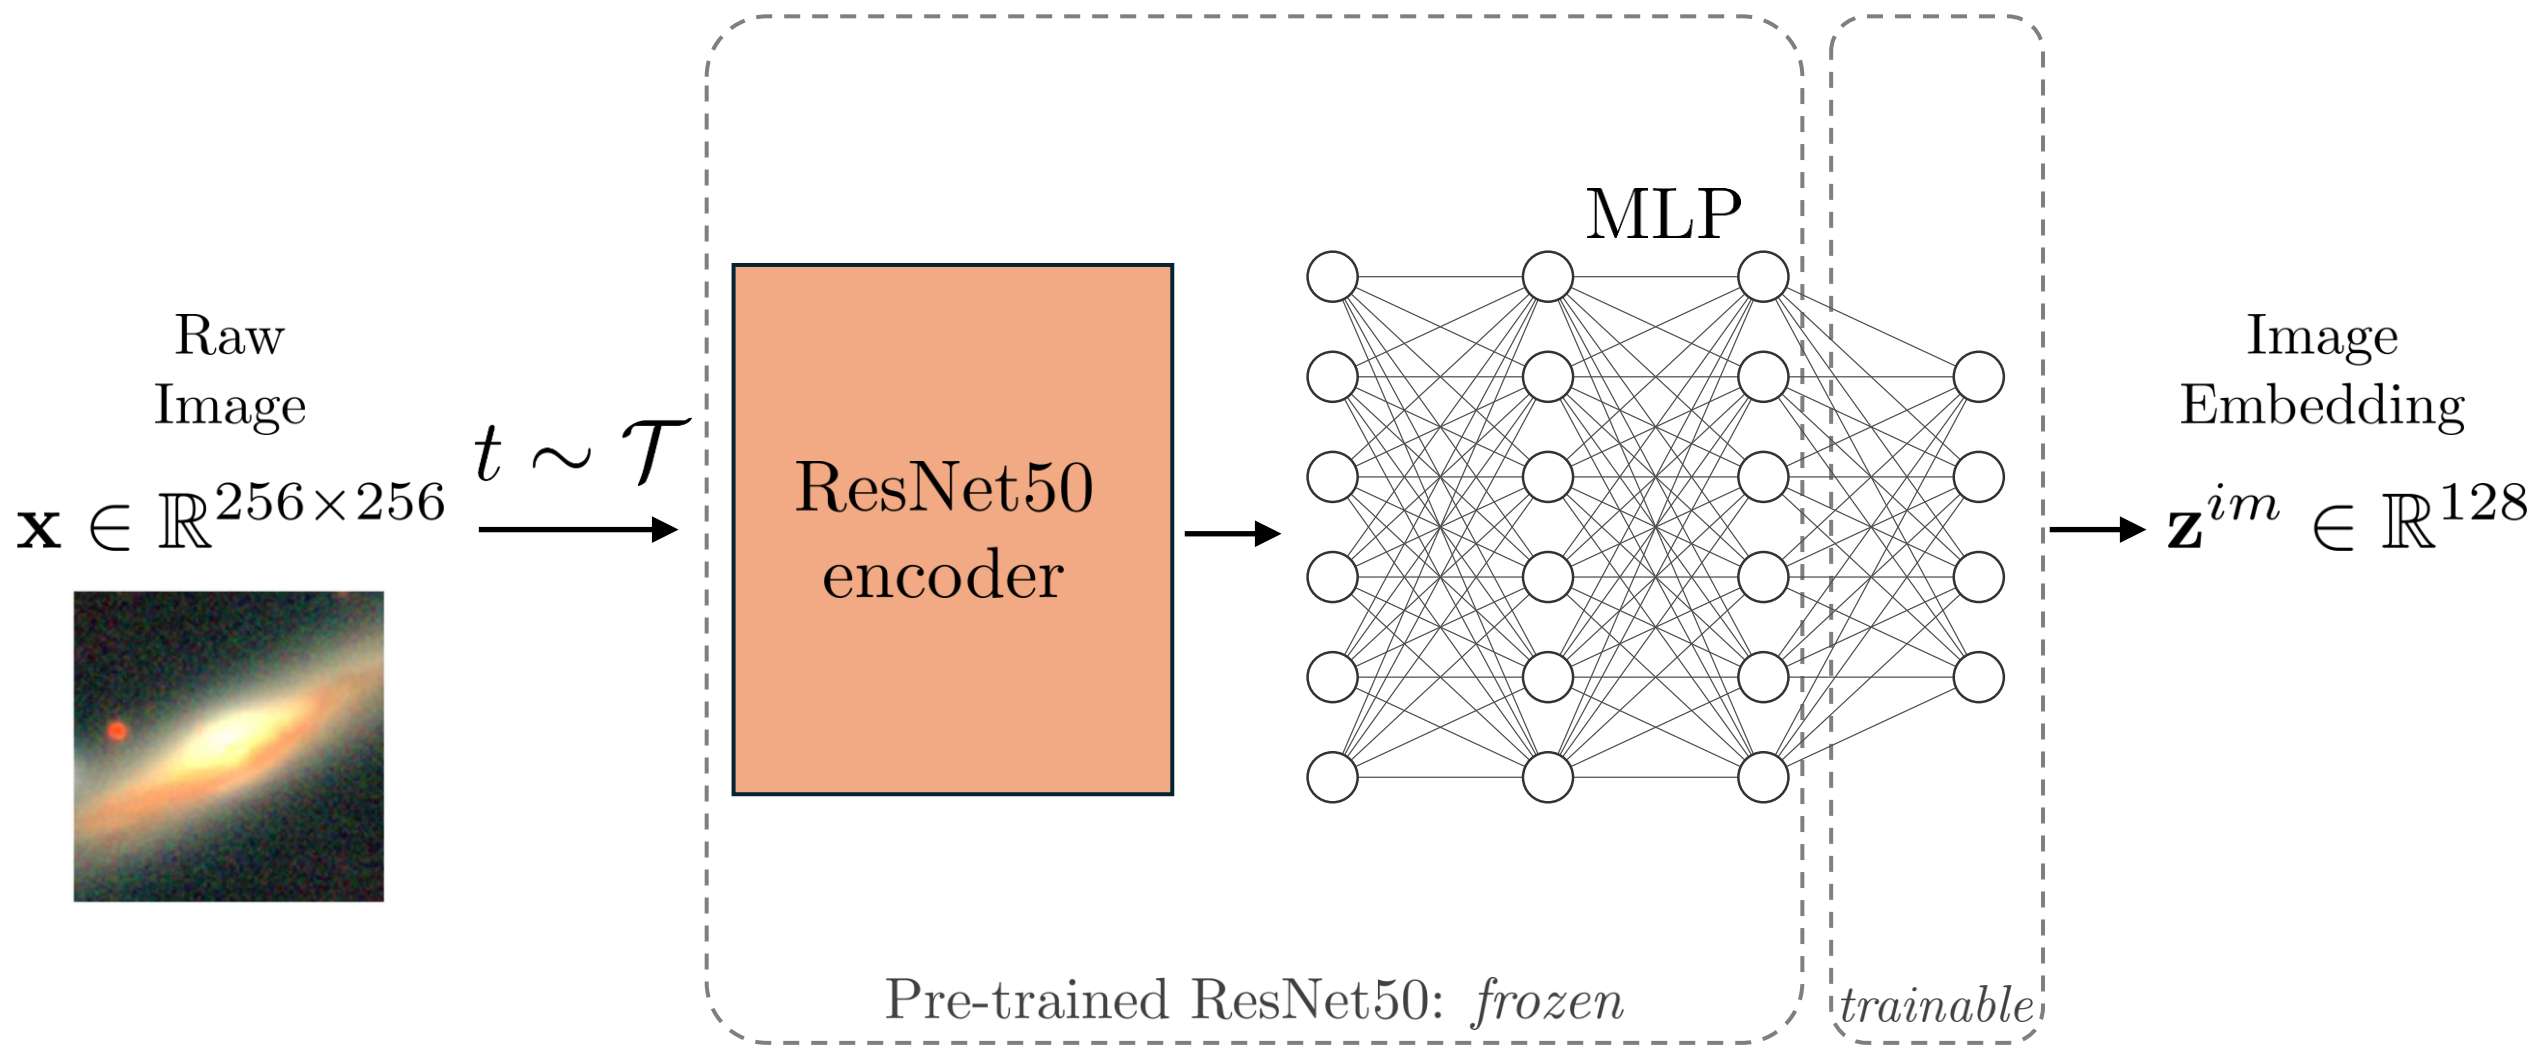 Raw
Image
𝐱 ∈ ℝ^{256×256}
t ∼ 𝒯
ResNet50
encoder
MLP
Pre-trained ResNet50: frozen
trainable
Image
Embedding
𝐳^{im} ∈ ℝ^{128}